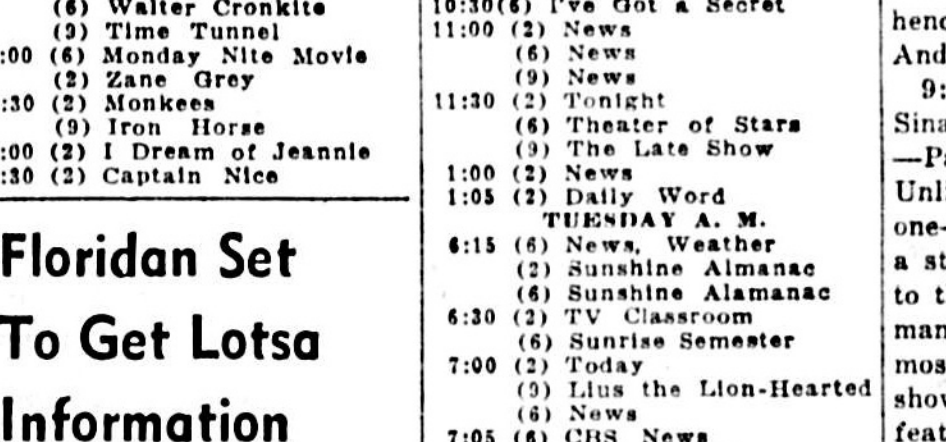 (6) Walter Cronkite
(9) Time Tunnel
:00 (6) Monday Nite Movie
(2) Zane Grey
:30 (2) Monkees
(9) Iron Horse
:00 (2) I Dream of Jeannie
:30 (2) Captain Nice
Floridan Set
To Get Lotsa
Information
10:30(6) I've Got a Secret
11:00 (2) News
(6) News
(9) News
11:30 (2) Tonight
(6) Theater of Stars
(9) The Late Show
1:00 (2) News
1:05 (2) Daily Word
TUESDAY A. M.
6:15 (6) News, Weather
(2) Sunshine Almanac
(6) Sunshine Alamanac
6:30 (2) TV Classroom
(6) Sunrise Semester
7:00 (2) Today
(9) Lius the Lion-Hearted
(6) News
7:05 (6) CBS News
And
9:
Sina
—Pa
Unli
one-
a st
to t
man
mos
show
feat